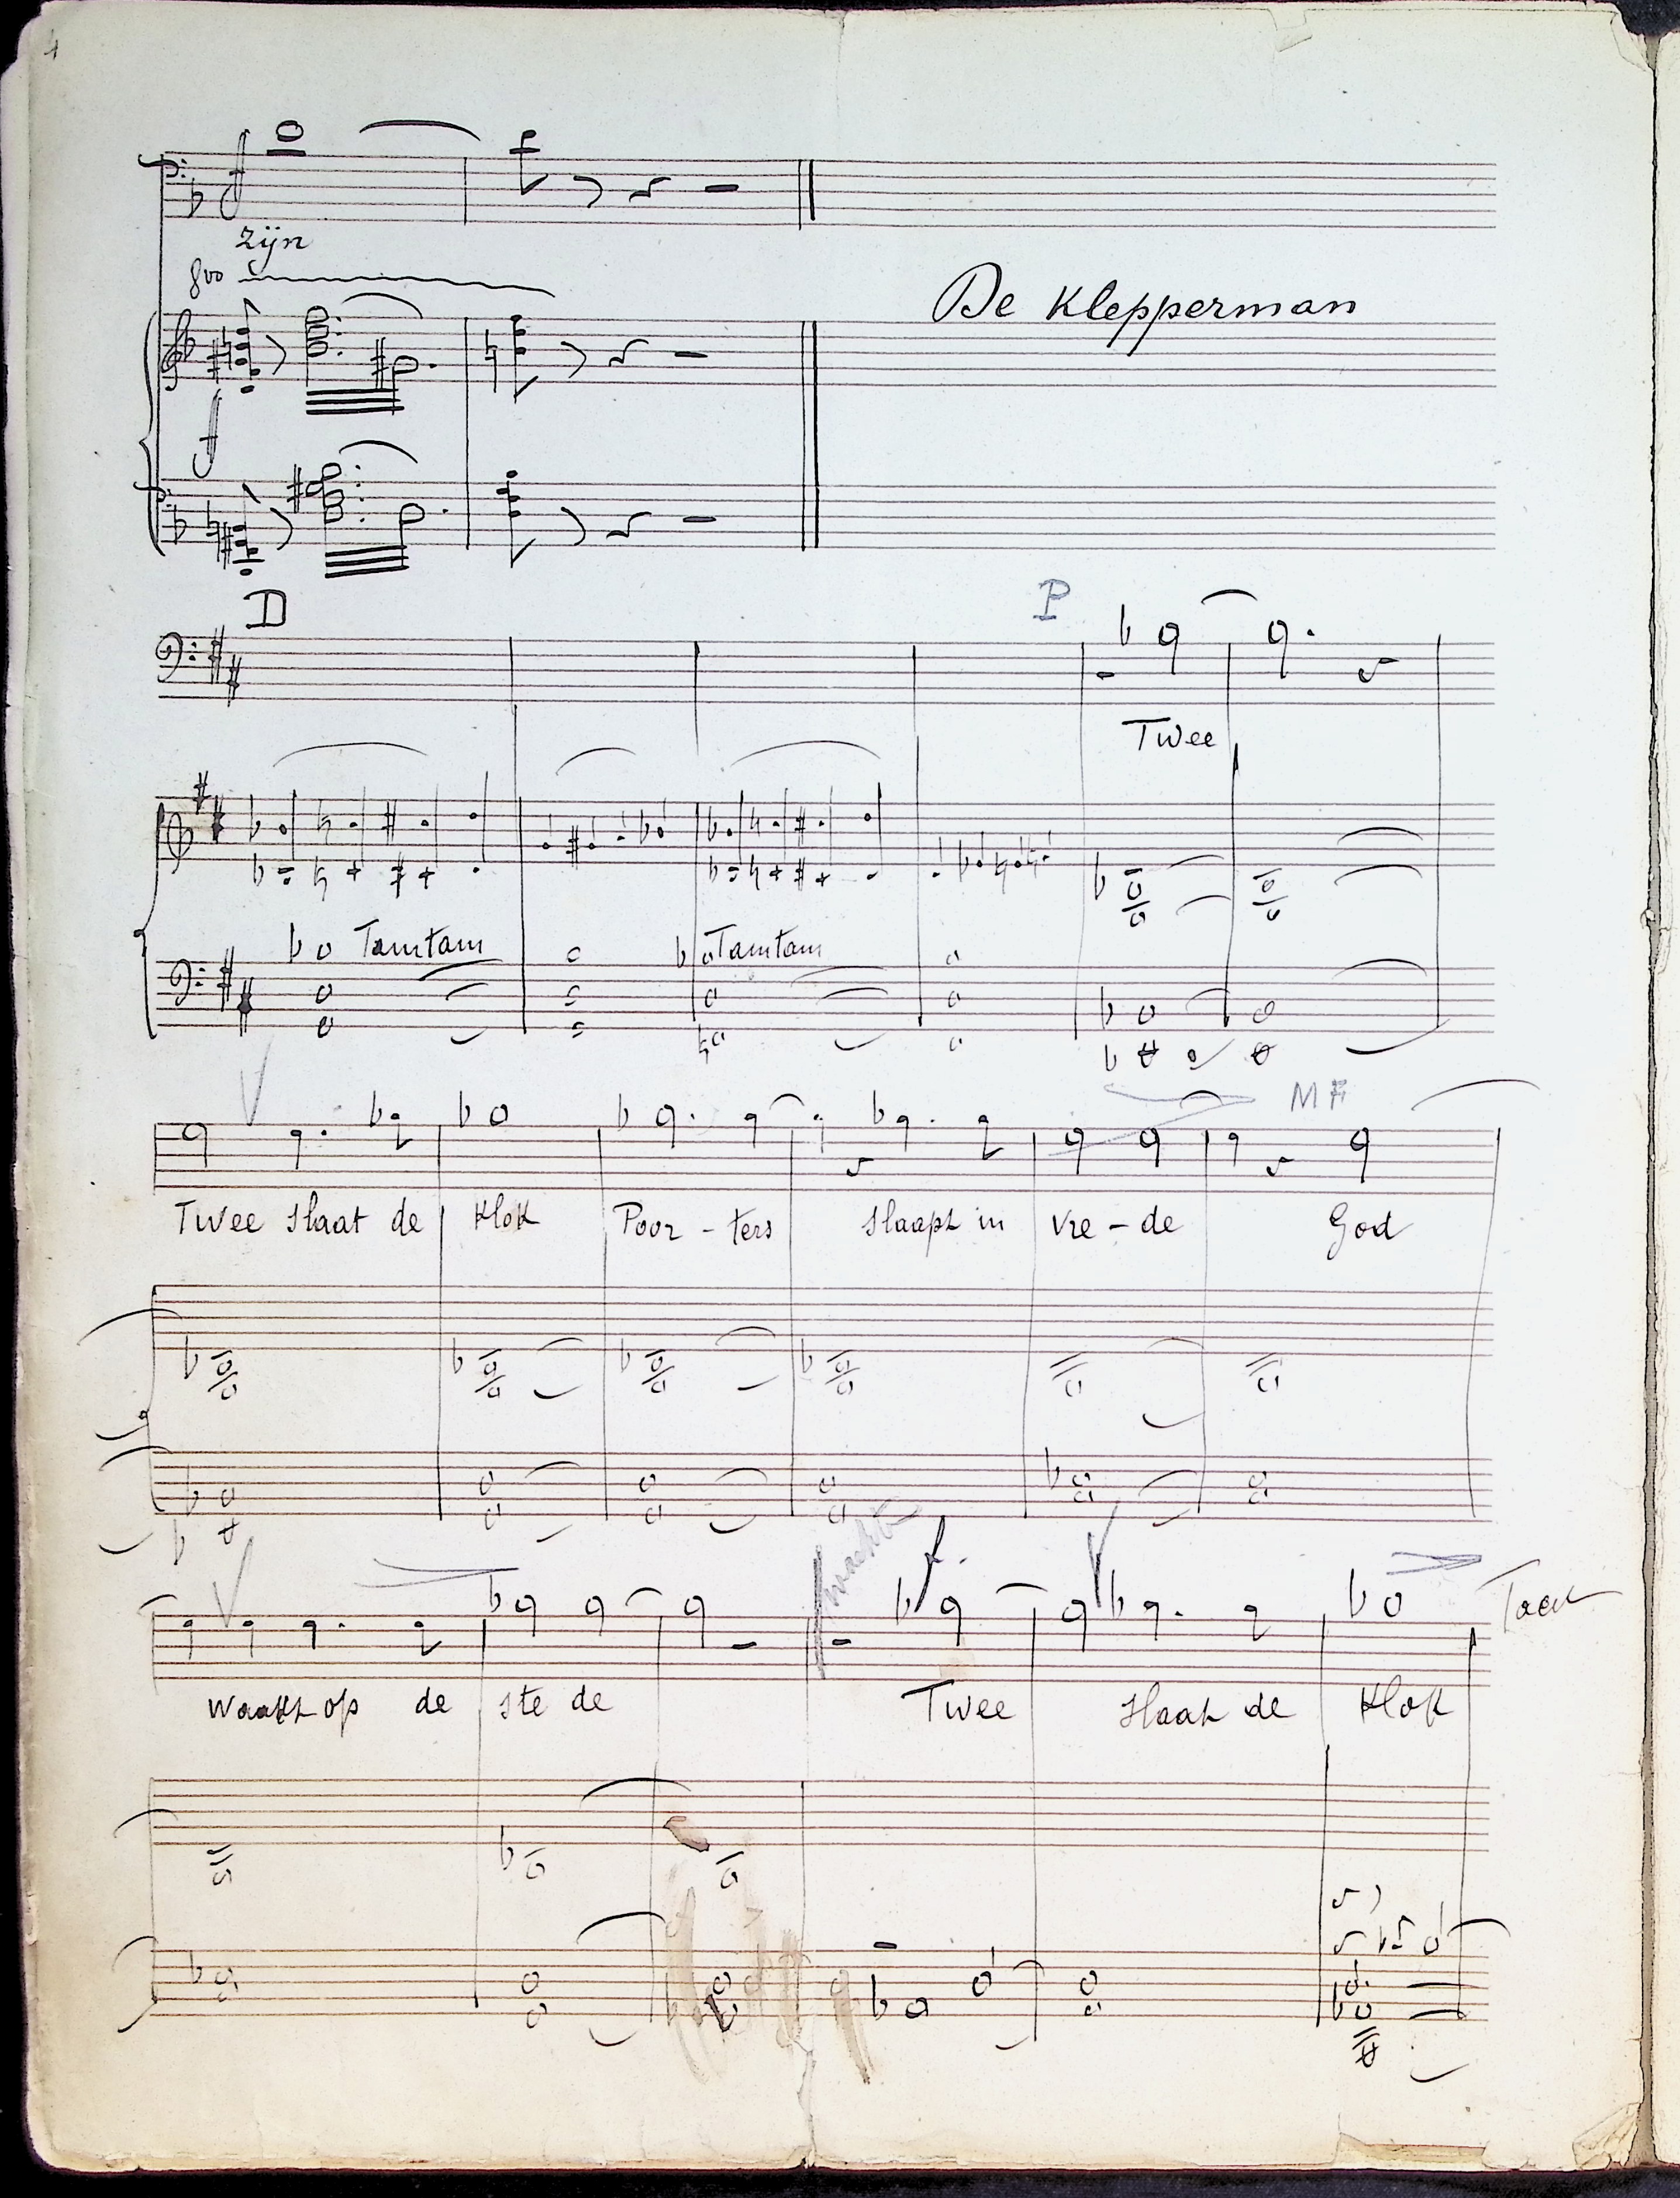 4
zijn
8vo
De Klepperman
D
P
Twee
Tamtam Tamtam
MF
Twee slaat de Klok Poor - ters slaapt in vre - de God
f.
waakt op de ste de Twee slaat de Klok